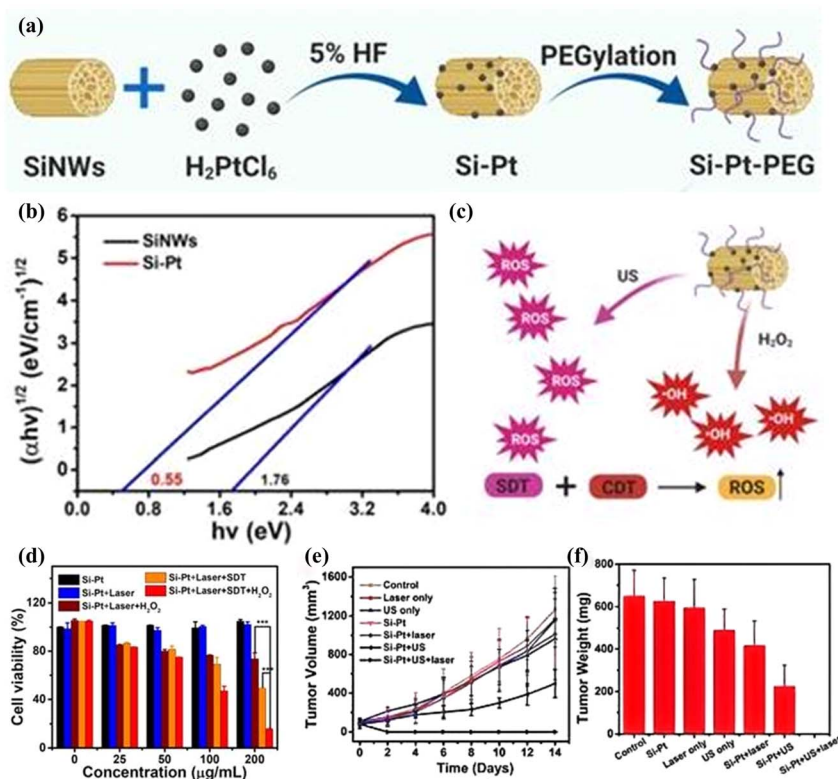 (a)
5% HF
PEGylation
SiNWs
H₂PtCl₆
Si-Pt
Si-Pt-PEG
(b)
(αhν)^1/2 (eV/cm⁻¹)^1/2
6
5
4
3
2
1
0
SiNWs
Si-Pt
0.55
1.76
0.0
0.8
1.6
2.4
3.2
4.0
hν (eV)
(c)
ROS
ROS
ROS
ROS
US
H₂O₂
·OH
·OH
·OH
SDT + CDT → ROS ↑
(d)
Cell viability (%)
120
80
40
0
Si-Pt
Si-Pt+Laser
Si-Pt+Laser+H₂O₂
Si-Pt+Laser+SDT
Si-Pt+Laser+SDT+H₂O₂
***
***
0
25
50
100
200
Concentration (μg/mL)
(e)
Tumor Volume (mm³)
1600
1200
800
400
0
Control
Laser only
US only
Si-Pt
Si-Pt+laser
Si-Pt+US
Si-Pt+US+laser
0 2 4 6 8 10 12 14
Time (Days)
(f)
Tumor Weight (mg)
800
600
400
200
0
Control
Si-Pt
Laser only
US only
Si-Pt+laser
Si-Pt+US
Si-Pt+US+laser